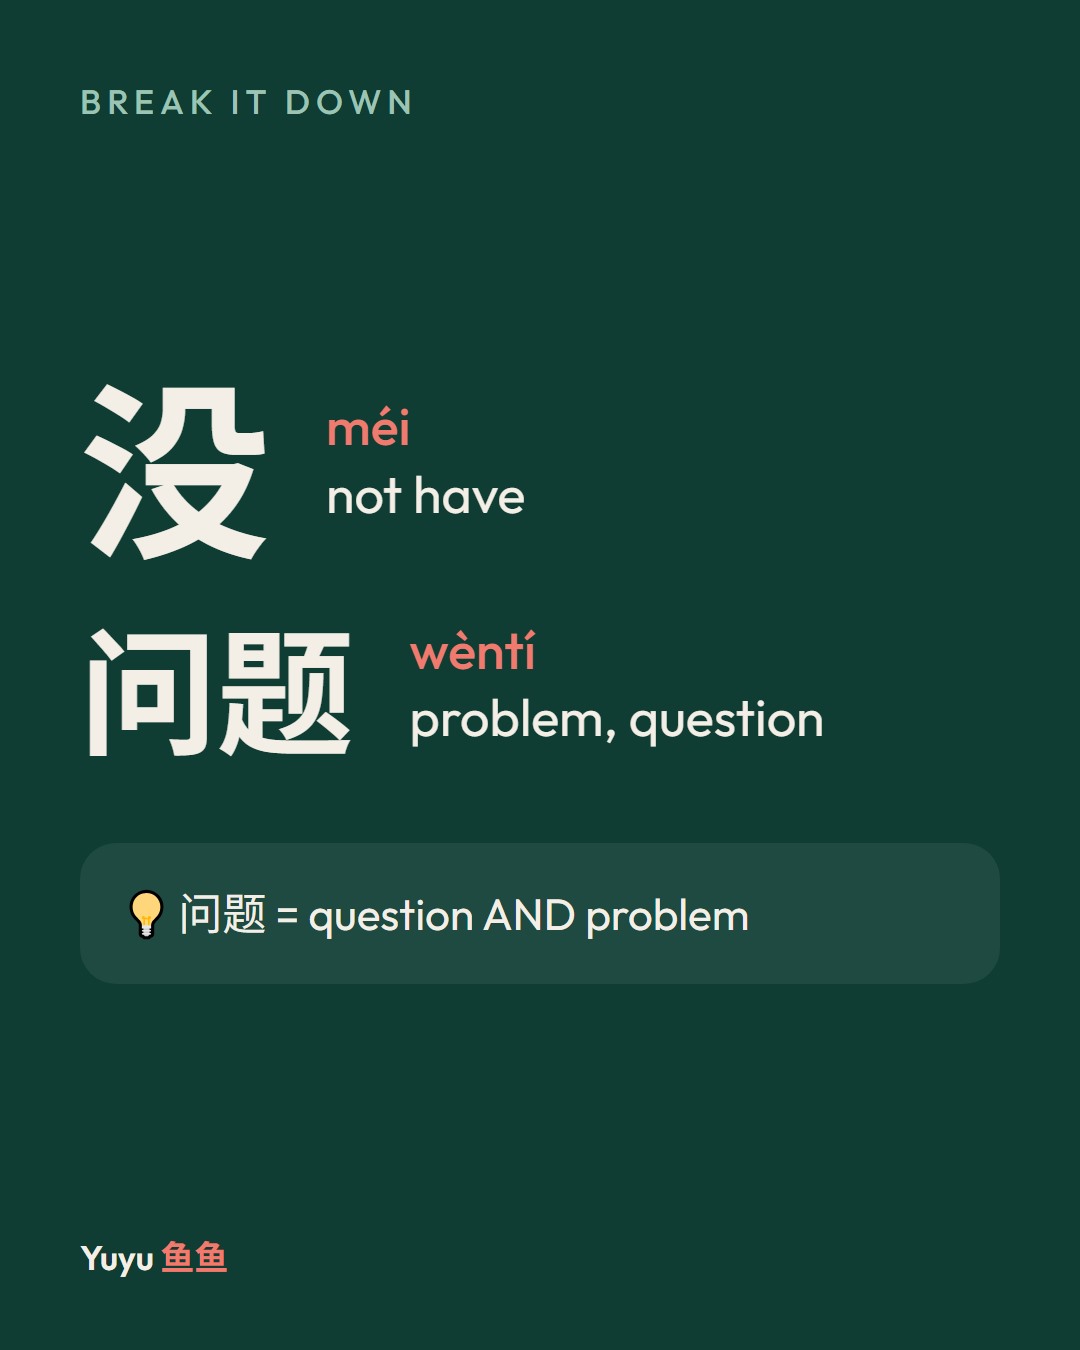 BREAK IT DOWN
没
méi
not have
问题
wèntí
problem, question
💡 问题 = question AND problem
Yuyu 鱼鱼